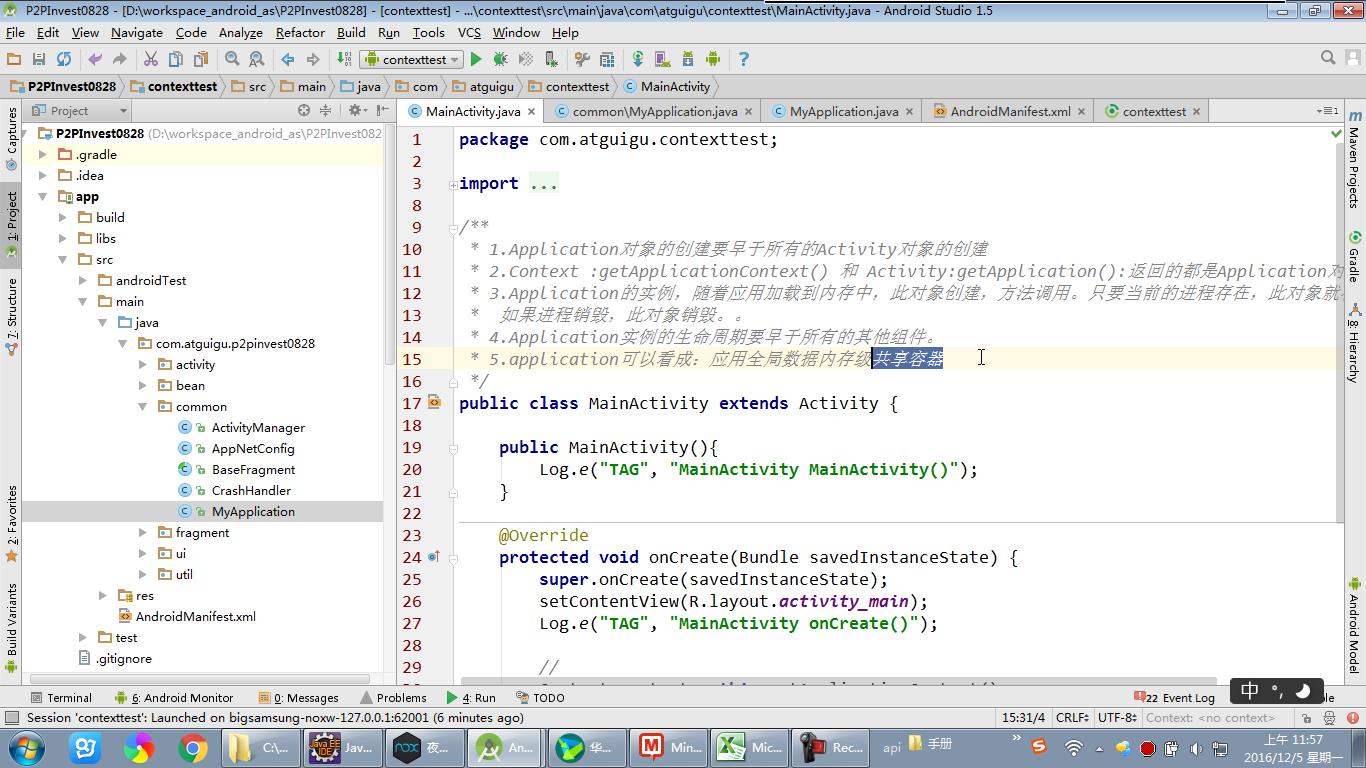 P2PInvest0828 - [D:\workspace_android_as\P2PInvest0828] - [contexttest] - ...\contexttest\src\main\java\com\atguigu\contexttest\MainActivity.java - Android Studio 1.5
File Edit View Navigate Code Analyze Refactor Build Run Tools VCS Window Help
contexttest
P2PInvest0828 contexttest src main java com atguigu contexttest MainActivity
Project
MainActivity.java common\MyApplication.java MyApplication.java AndroidManifest.xml contexttest
Captures
1: Project
7: Structure
2: Favorites
Build Variants
P2PInvest0828 (D:\workspace_android_as\P2PInvest082
.gradle
.idea
app
build
libs
src
androidTest
main
java
com.atguigu.p2pinvest0828
activity
bean
common
ActivityManager
AppNetConfig
BaseFragment
CrashHandler
MyApplication
fragment
ui
util
res
AndroidManifest.xml
test
.gitignore
1 package com.atguigu.contexttest;
2
3 import ...
8
9 /**
10 * 1.Application对象的创建要早于所有的Activity对象的创建
11 * 2.Context :getApplicationContext() 和 Activity:getApplication():返回的都是Application对
12 * 3.Application的实例，随着应用加载到内存中，此对象创建，方法调用。只要当前的进程存在，此对象就
13 * 如果进程销毁，此对象销毁。。
14 * 4.Application实例的生命周期要早于所有的其他组件。
15 * 5.application可以看成：应用全局数据内存级共享容器
16 */
17 public class MainActivity extends Activity {
18
19 public MainActivity(){
20 Log.e("TAG", "MainActivity MainActivity()");
21 }
22
23 @Override
24 protected void onCreate(Bundle savedInstanceState) {
25 super.onCreate(savedInstanceState);
26 setContentView(R.layout.activity_main);
27 Log.e("TAG", "MainActivity onCreate()");
28
29 //
Maven Projects
Gradle
8: Hierarchy
Android Model
Terminal 6: Android Monitor 0: Messages Problems 4: Run TODO 22 Event Log
中
Session 'contexttest': Launched on bigsamsung-noxw-127.0.0.1:62001 (6 minutes ago) 15:31/4 CRLF UTF-8 Context: <no context>
C:\... Jav... 夜... An... 华... Min... Mic... Rec... api 手册 上午 11:57
2016/12/5 星期一